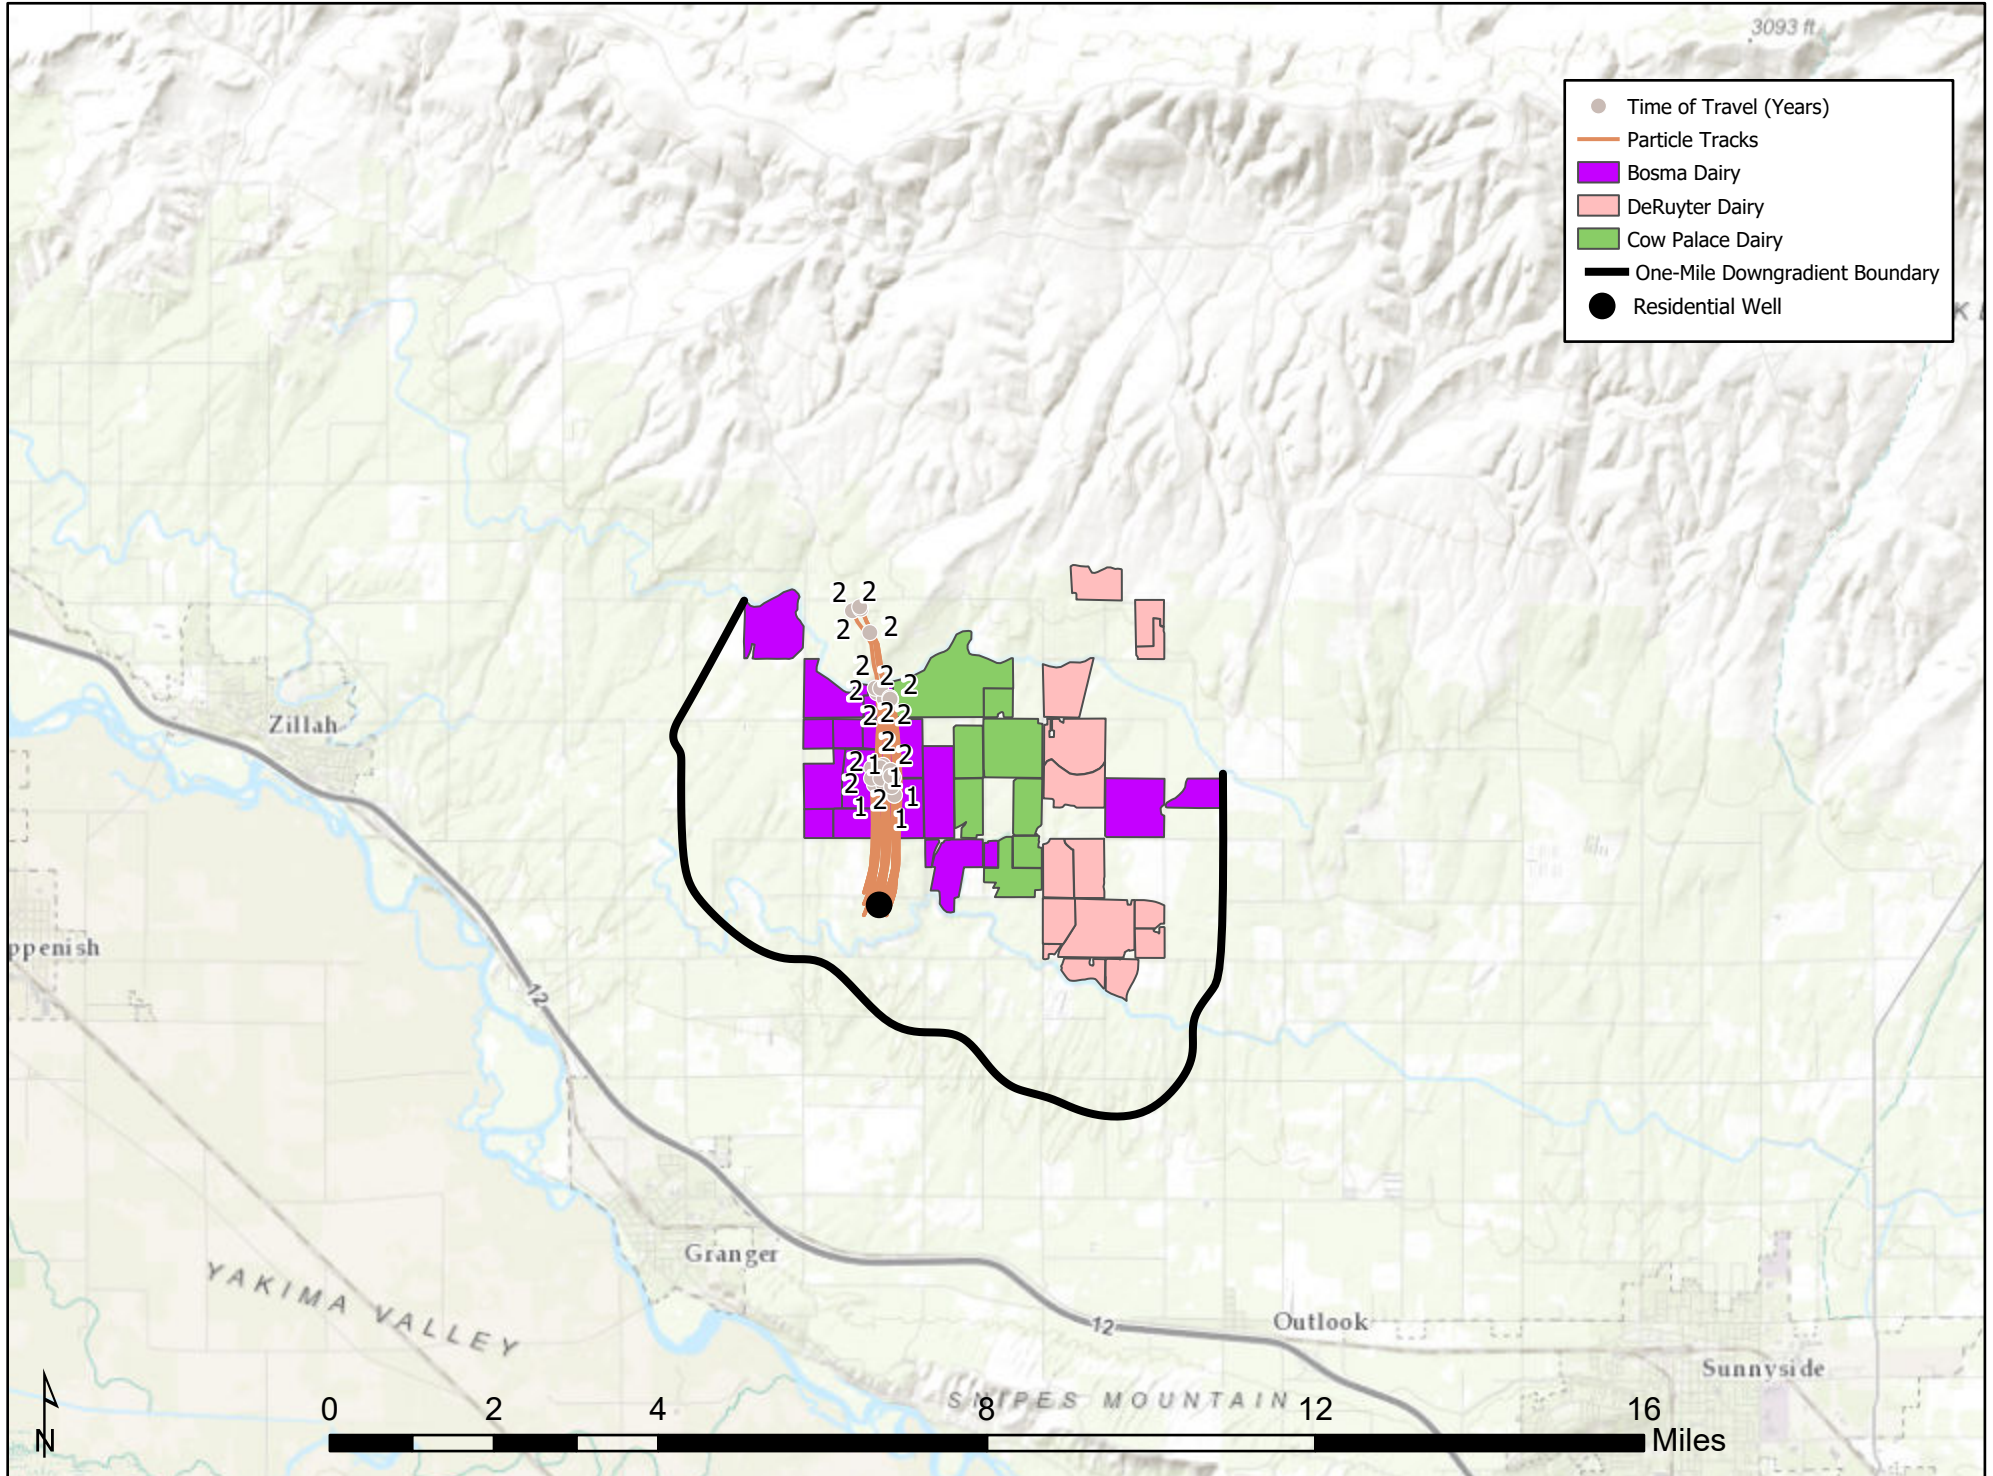 3093 ft
Time of Travel (Years)
Particle Tracks
Bosma Dairy
DeRuyter Dairy
Cow Palace Dairy
One-Mile Downgradient Boundary
Residential Well
K
2 2
2 2
2
2
2
2
2 2 2
2
2
2
1
1
2
2
1
1
1
Zillah
ppenish
12
Granger
YAKIMA VALLEY
12
Outlook
Sunnyside
SNIPES MOUNTAIN
0 2 4 8 12 16
Miles
N